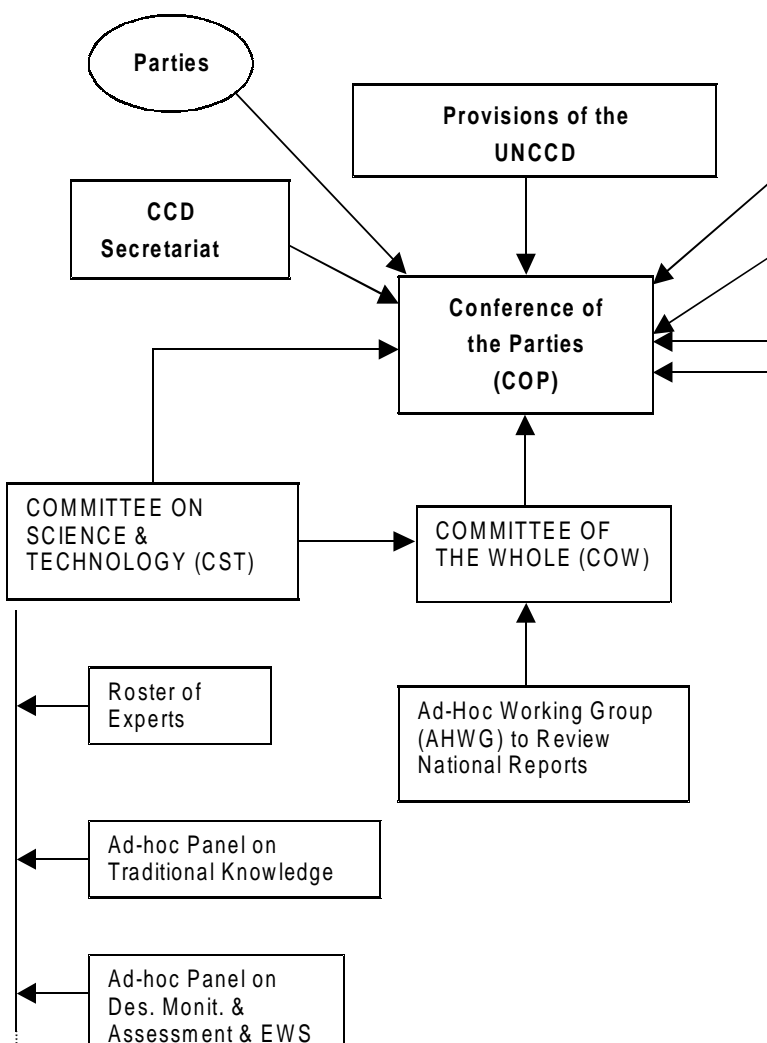 Parties
Provisions of the
UNCCD
CCD
Secretariat
Conference of
the Parties
(COP)
COMMITTEE ON
SCIENCE &
TECHNOLOGY (CST)
COMMITTEE OF
THE WHOLE (COW)
Roster of
Experts
Ad-Hoc Working Group
(AHWG) to Review
National Reports
Ad-hoc Panel on
Traditional Knowledge
Ad-hoc Panel on
Des. Monit. &
Assessment & EWS